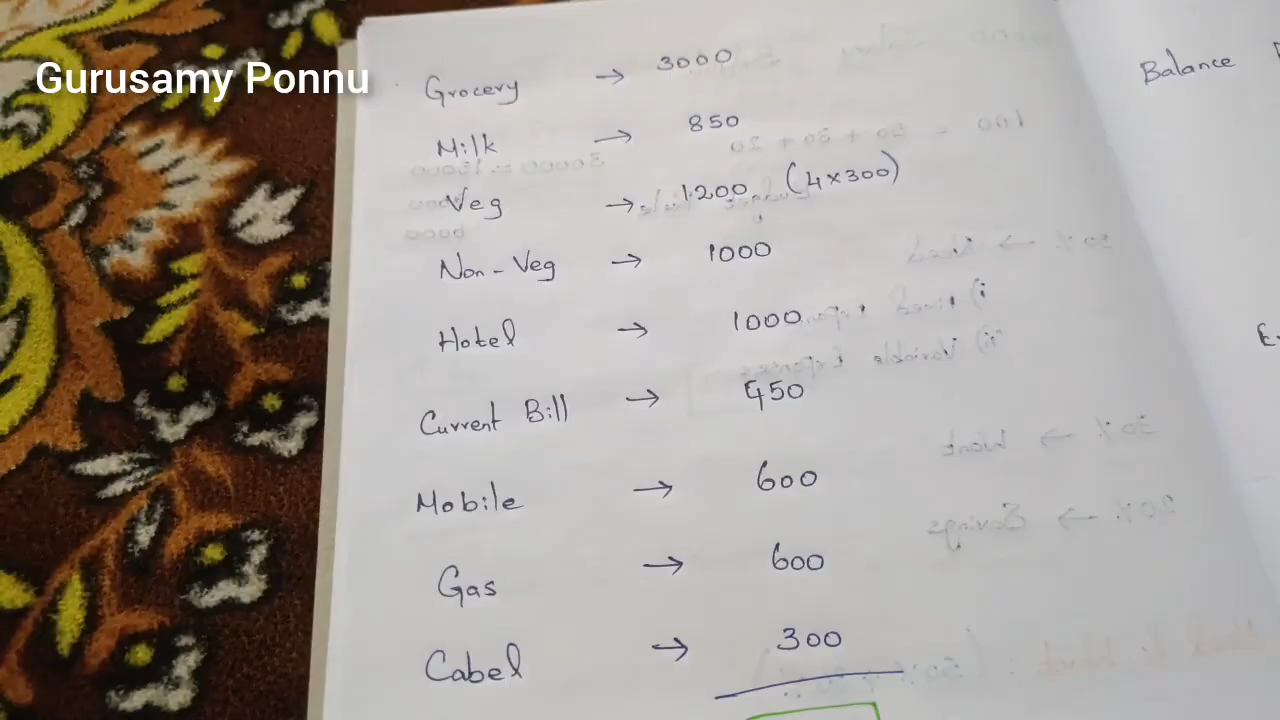 Gurusamy Ponnu
Grocery → 3000
Milk → 850
Veg → 1200 (4x300)
Non-Veg → 1000
Hotel → 1000
Current Bill → 450
Mobile → 600
Gas → 600
Cabel → 300
Balance